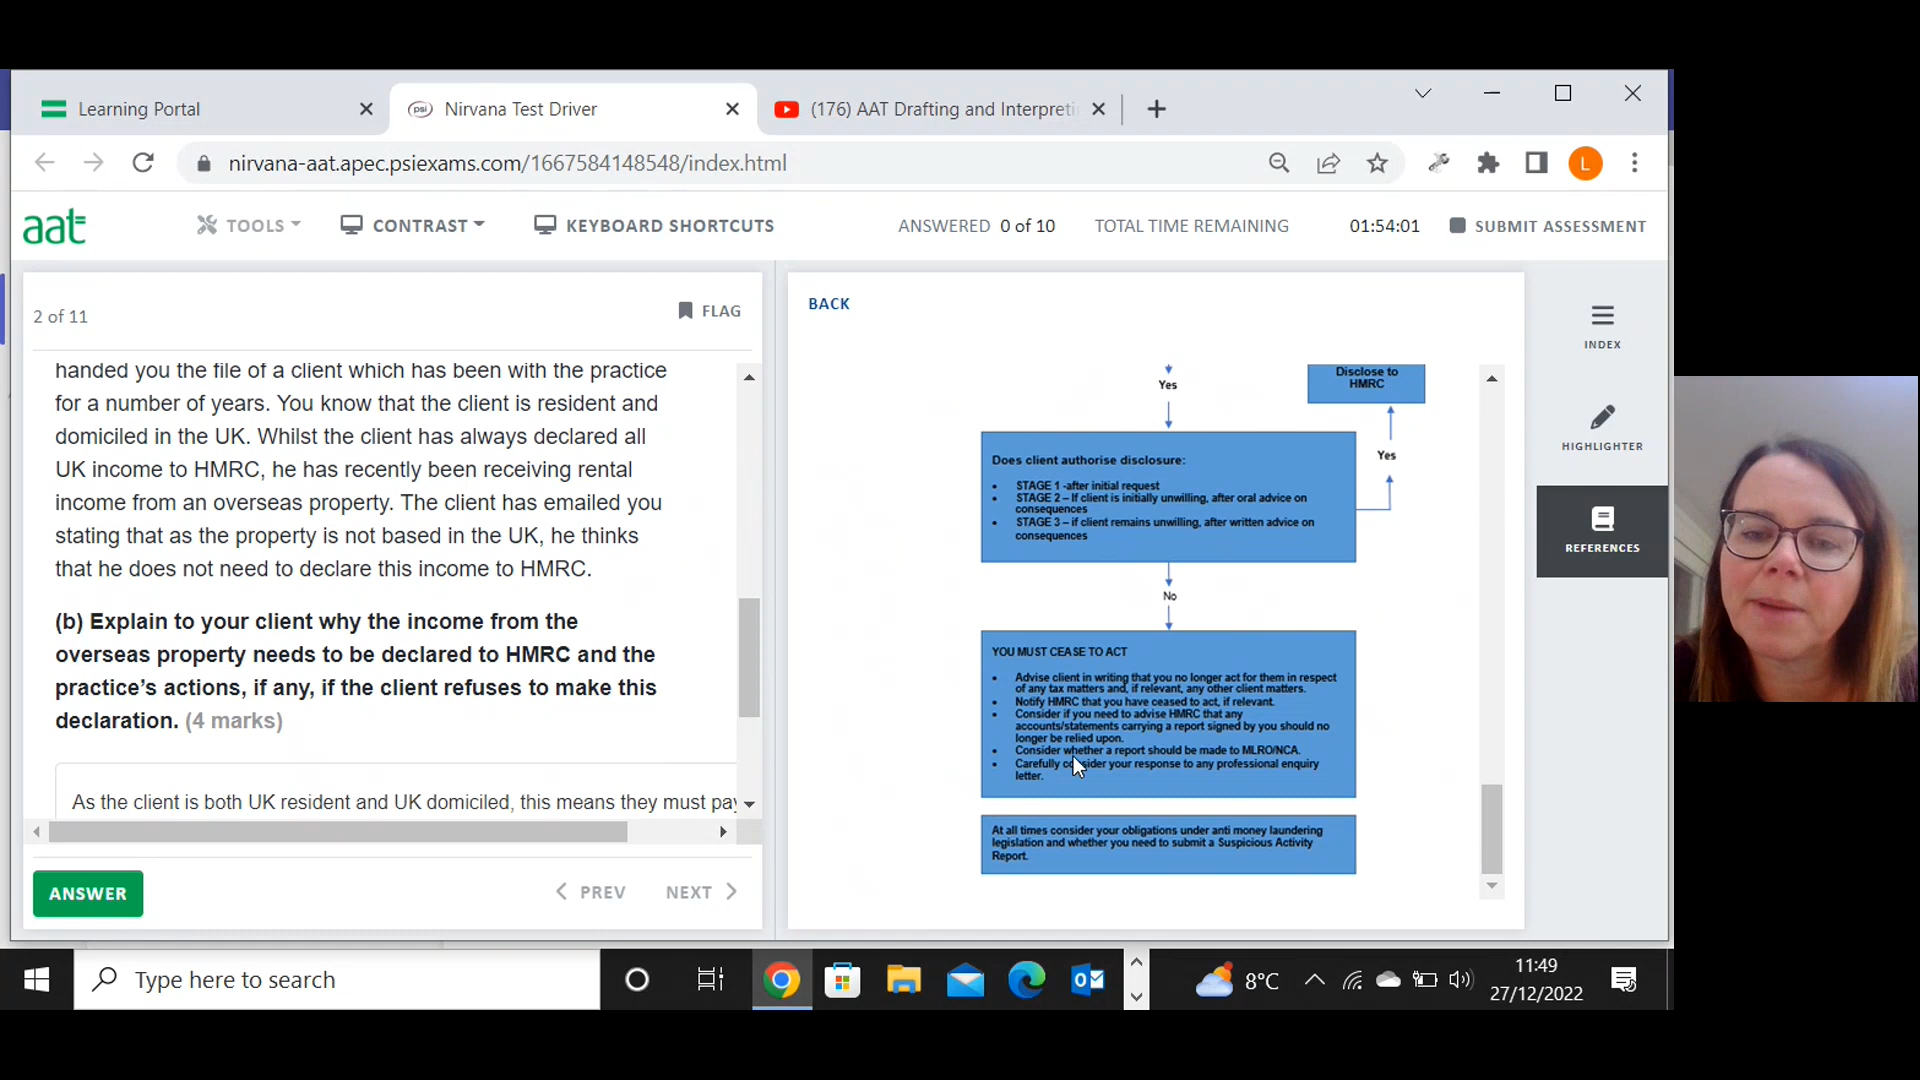 Learning Portal
Nirvana Test Driver
(176) AAT Drafting and Interpreti
nirvana-aat.apec.psiexams.com/1667584148548/index.html
L
aat
TOOLS
CONTRAST
KEYBOARD SHORTCUTS
ANSWERED 0 of 10
TOTAL TIME REMAINING
01:54:01
SUBMIT ASSESSMENT
2 of 11
FLAG
handed you the file of a client which has been with the practice
for a number of years. You know that the client is resident and
domiciled in the UK. Whilst the client has always declared all
UK income to HMRC, he has recently been receiving rental
income from an overseas property. The client has emailed you
stating that as the property is not based in the UK, he thinks
that he does not need to declare this income to HMRC.
(b) Explain to your client why the income from the
overseas property needs to be declared to HMRC and the
practice's actions, if any, if the client refuses to make this
declaration. (4 marks)
As the client is both UK resident and UK domiciled, this means they must pay
ANSWER
PREV
NEXT
BACK
Yes
Disclose to
HMRC
Yes
Does client authorise disclosure:
• STAGE 1 -after initial request
• STAGE 2 – If client is initially unwilling, after oral advice on
consequences
• STAGE 3 – if client remains unwilling, after written advice on
consequences
No
YOU MUST CEASE TO ACT
• Advise client in writing that you no longer act for them in respect
of any tax matters and, if relevant, any other client matters.
• Notify HMRC that you have ceased to act, if relevant.
• Consider if you need to advise HMRC that any
accounts/statements carrying a report signed by you should no
longer be relied upon.
• Consider whether a report should be made to MLRO/NCA.
• Carefully consider your response to any professional enquiry
letter.
At all times consider your obligations under anti money laundering
legislation and whether you need to submit a Suspicious Activity
Report.
INDEX
HIGHLIGHTER
REFERENCES
Type here to search
8°C
11:49
27/12/2022